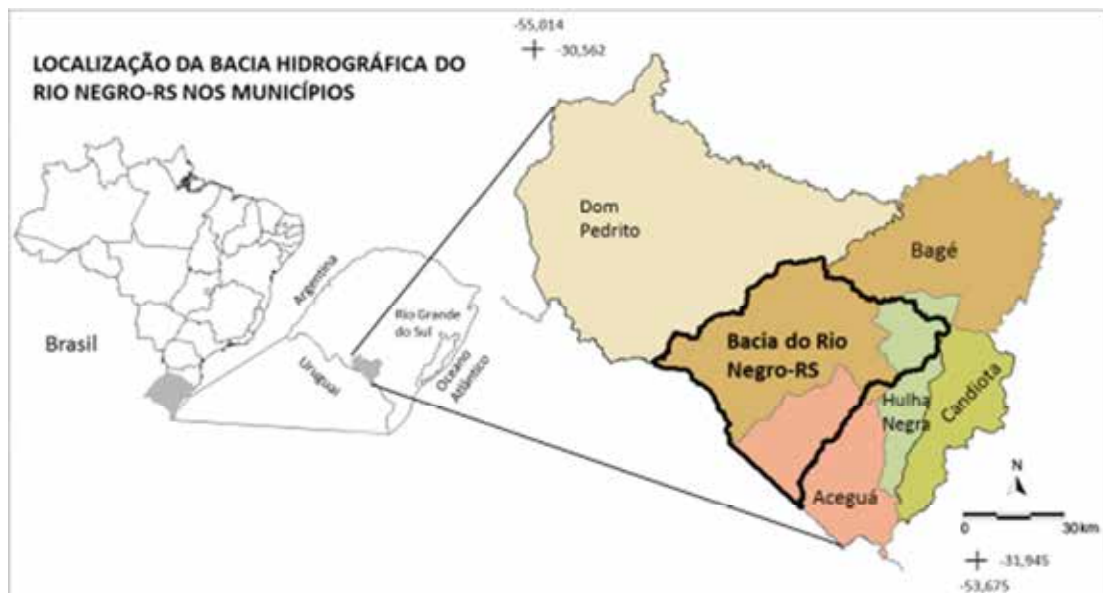 LOCALIZAÇÃO DA BACIA HIDROGRÁFICA DO
RIO NEGRO-RS NOS MUNICÍPIOS
-55,014
-30,562
Brasil
Argentina
Uruguai
Rio Grande
do Sul
Oceano
Atlântico
Dom
Pedrito
Bagé
Bacia do Rio
Negro-RS
Hulha
Negra
Candiota
Aceguá
N
0 30km
-31,945
-53,675